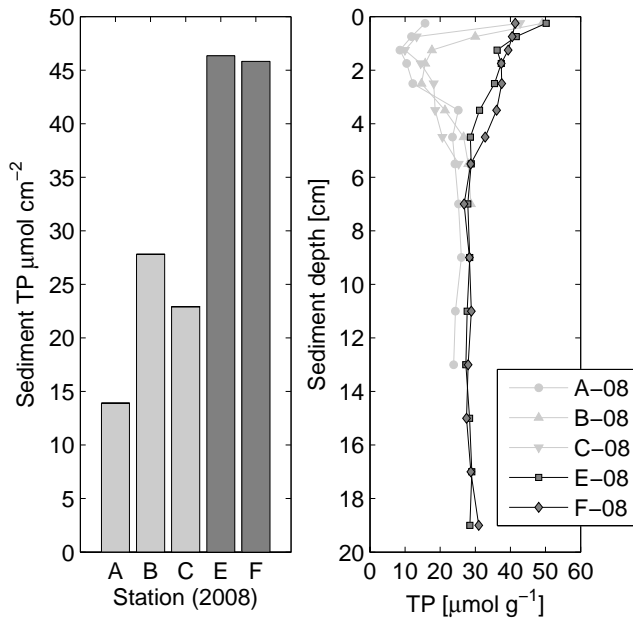 Sediment TP μmol cm⁻²
50
45
40
35
30
25
20
15
10
5
0
A B C E F
Station (2008)
Sediment depth [cm]
0
2
4
6
8
10
12
14
16
18
20
0 10 20 30 40 50 60
TP [μmol g⁻¹]
A−08
B−08
C−08
E−08
F−08